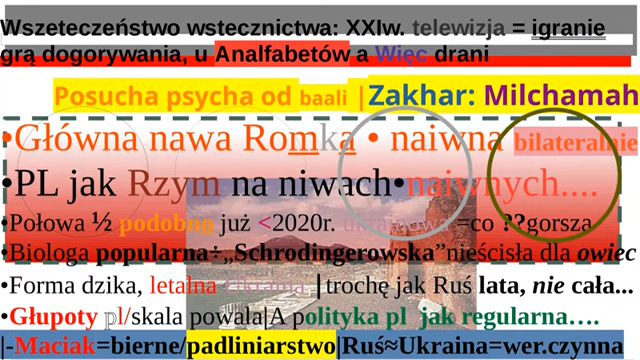 Wszeteczeństwo wstecznictwa: XXIw. telewizja = igranie
grą dogorywania, u Analfabetów a Więc drani
Posucha psycha od baali | Zakhar: Milchamah
•Główna nawa Romka • naiwna bilateralnie
•PL jak Rzym na niwach•naiwnych....
•Połowa ½ podobno już <2020r. =co ??gorsza
•Biologa popularna÷„Schrodingerowska”nieścisła dla owiec
•Forma dzika, letalna |trochę jak Ruś lata, nie cała...
•Głupoty pl/skala powala|A polityka pl jak regularna….
|-Maciak=bierne/padliniarstwo|Ruś≈Ukraina=wer.czynna